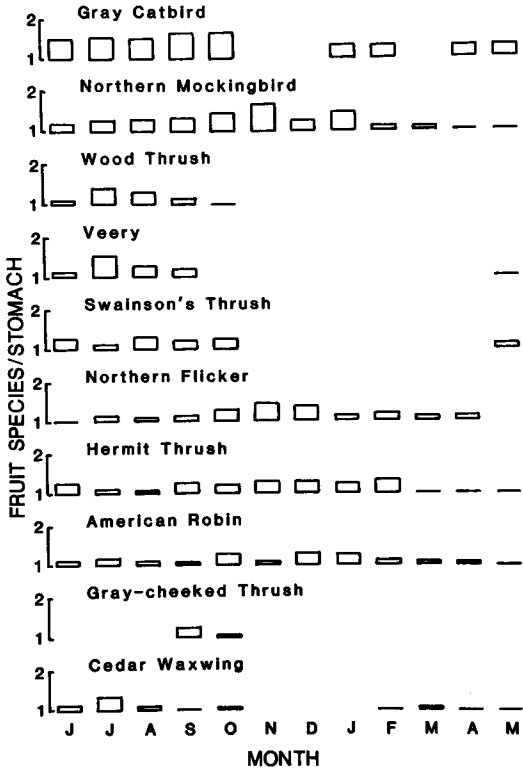 Gray Catbird
2
1
Northern Mockingbird
2
1
Wood Thrush
2
1
Veery
2
1
Swainson's Thrush
2
1
Northern Flicker
2
1
Hermit Thrush
2
1
American Robin
2
1
Gray-cheeked Thrush
2
1
Cedar Waxwing
2
1
FRUIT SPECIES/STOMACH
J J A S O N D J F M A M
MONTH